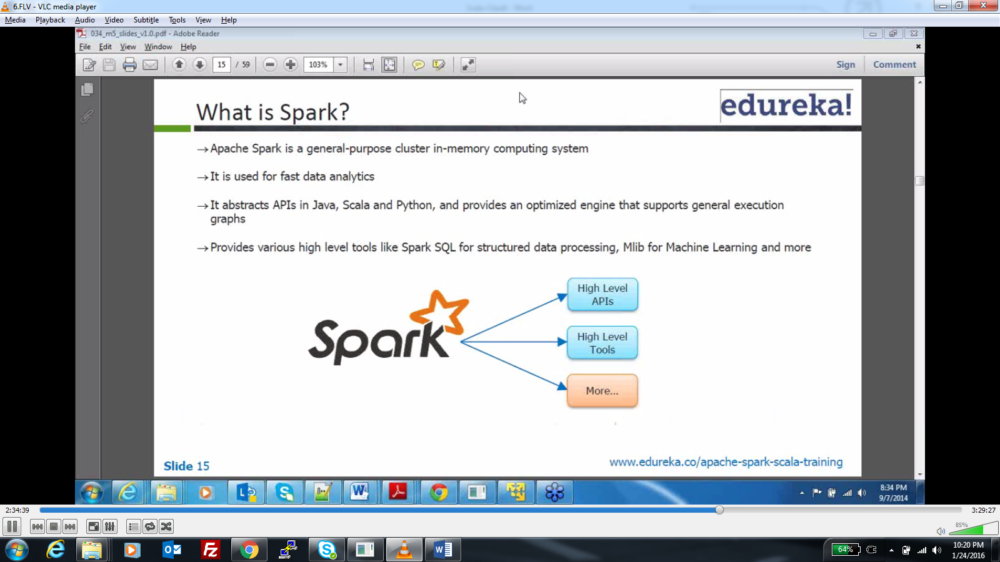 6.FLV - VLC media player
Media Playback Audio Video Subtitle Tools View Help
034_m5_slides_v1.0.pdf - Adobe Reader
File Edit View Window Help
15 / 59 103% Sign Comment
What is Spark?
edureka!
→Apache Spark is a general-purpose cluster in-memory computing system
→It is used for fast data analytics
→It abstracts APIs in Java, Scala and Python, and provides an optimized engine that supports general execution
graphs
→Provides various high level tools like Spark SQL for structured data processing, Mlib for Machine Learning and more
Spark
High Level
APIs
High Level
Tools
More...
Slide 15
www.edureka.co/apache-spark-scala-training
8:34 PM
9/7/2014
2:34:39
3:29:27
85%
64%
10:20 PM
1/24/2016